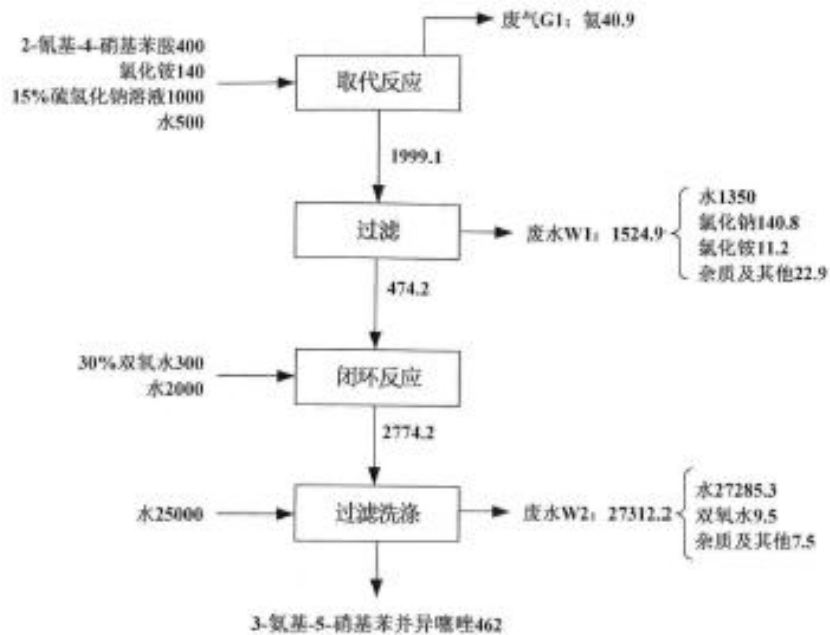 废气G1：氨40.9
2-氰基-4-硝基苯胺400
氯化铵140
15%硫氢化钠溶液1000
水500
取代反应
1999.1
过滤
废水W1：1524.9
水1350
氯化钠140.8
氯化铵11.2
杂质及其他22.9
474.2
30%双氧水300
水2000
闭环反应
2774.2
水25000
过滤洗涤
废水W2：27312.2
水27285.3
双氧水9.5
杂质及其他7.5
3-氨基-5-硝基苯并异噻唑462